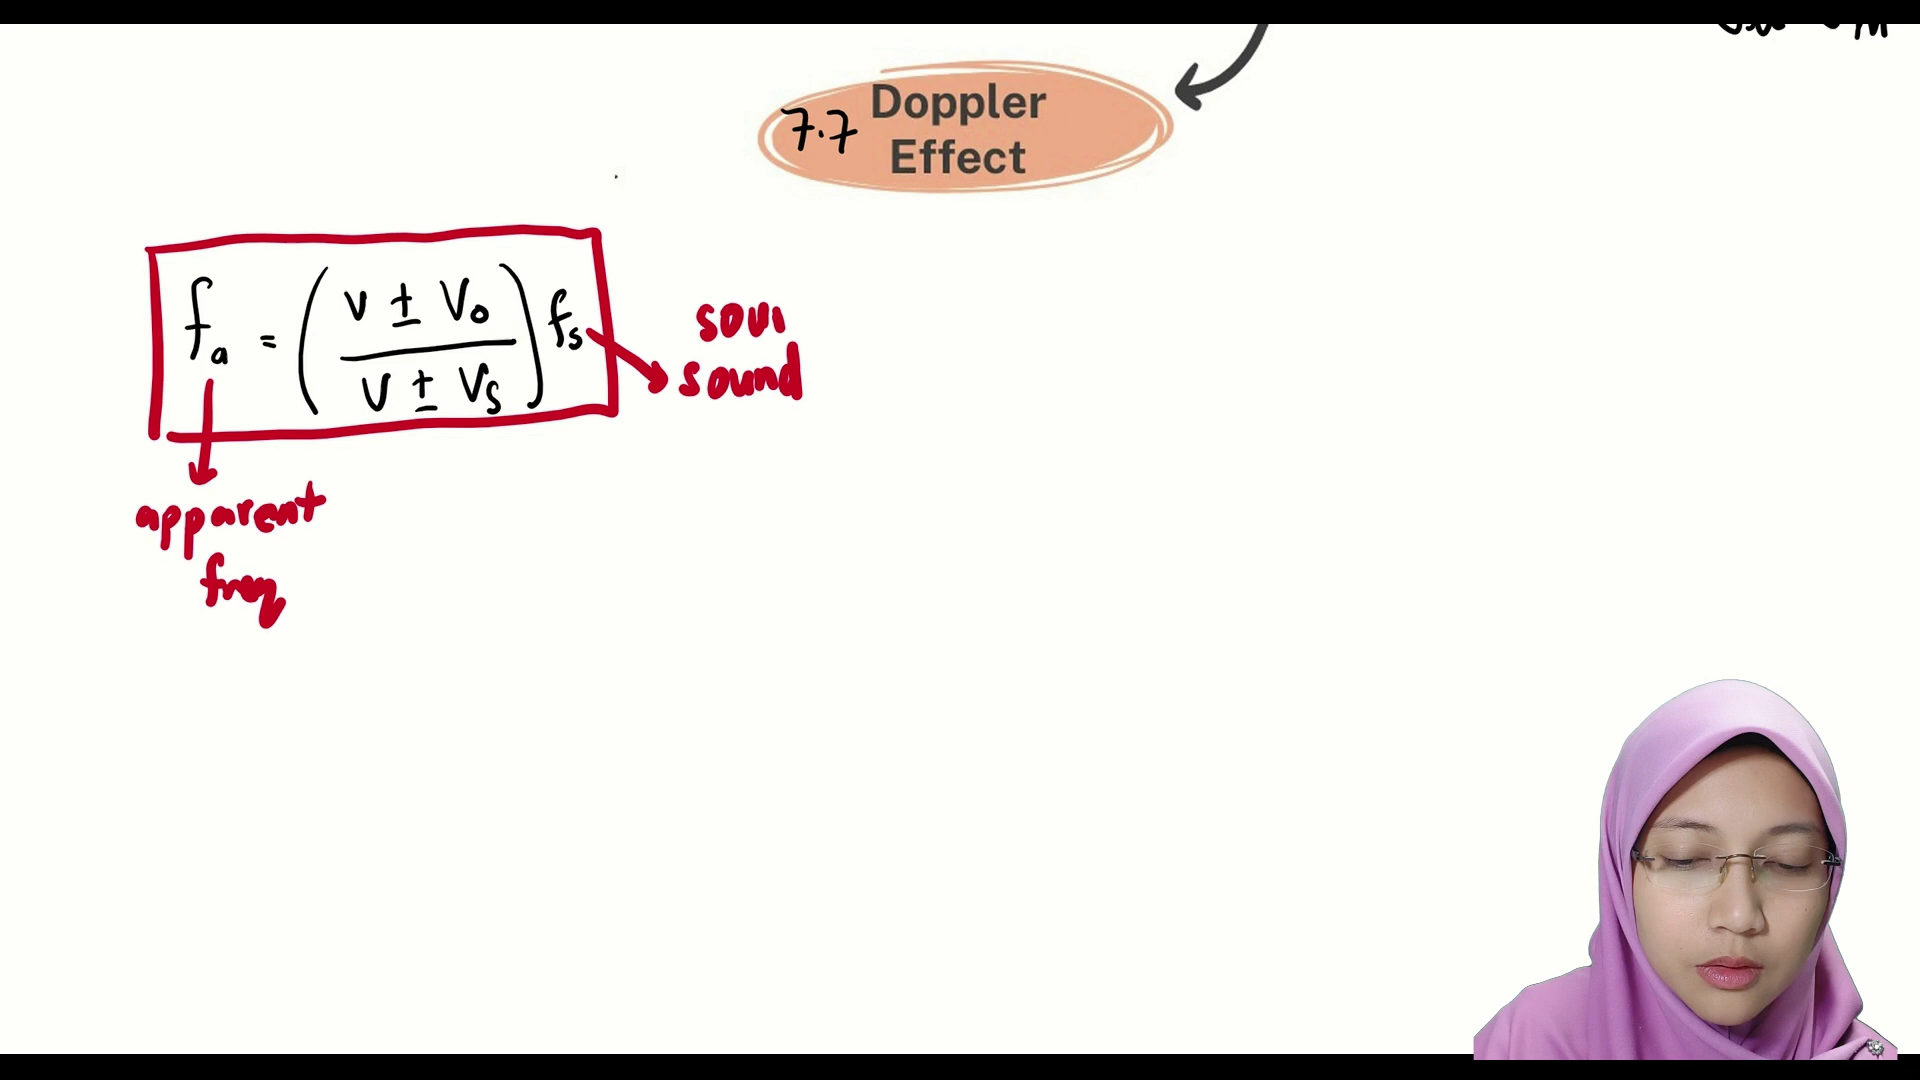 7.7 Doppler
Effect
fa = (v ± Vo / V ± Vs) fs
sou
sound
apparent
freq